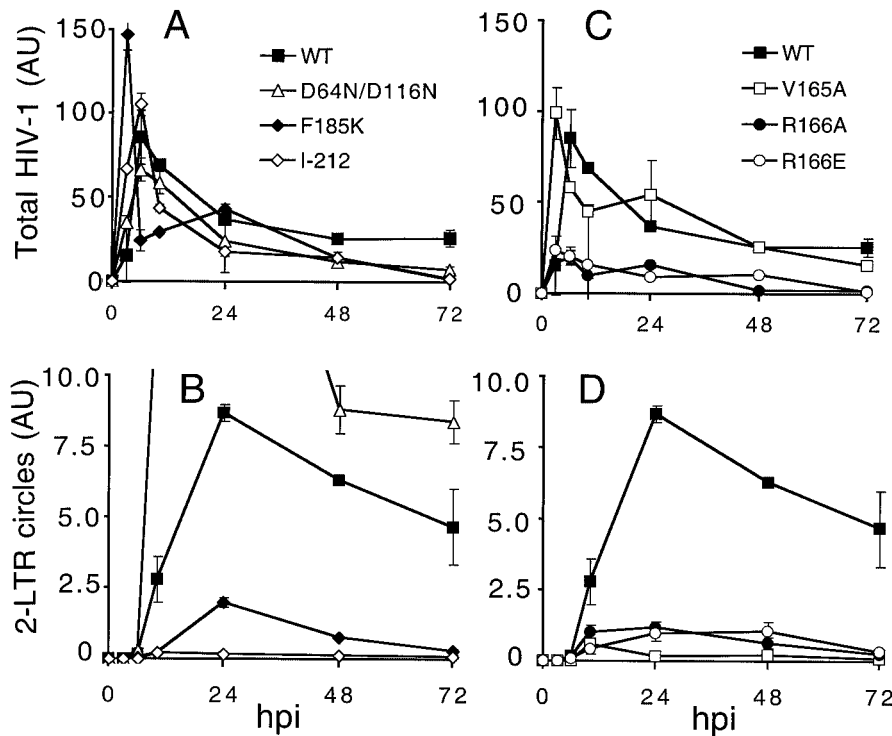 A
Total HIV-1 (AU)
150
100
50
0
0 24 48 72
WT
D64N/D116N
F185K
I-212
C
150
100
50
0
0 24 48 72
WT
V165A
R166A
R166E
B
2-LTR circles (AU)
10.0
7.5
5.0
2.5
0
0 24 48 72
hpi
D
10.0
7.5
5.0
2.5
0
0 24 48 72
hpi